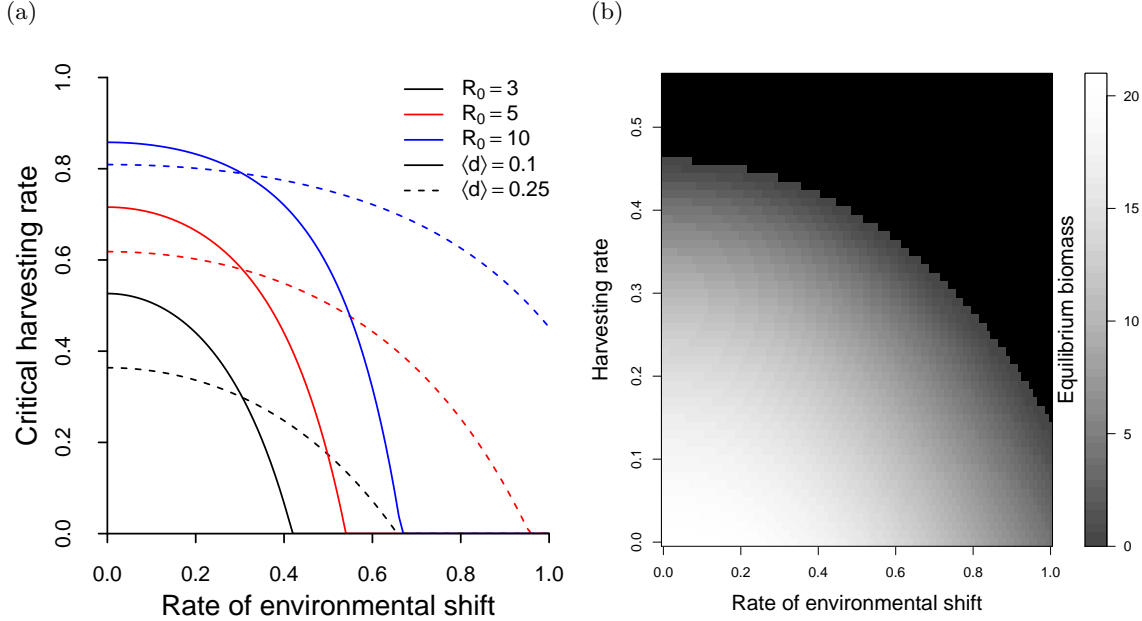 (a)
Critical harvesting rate
1.0
0.8
0.6
0.4
0.2
0.0
R₀ = 3
R₀ = 5
R₀ = 10
⟨d⟩ = 0.1
⟨d⟩ = 0.25
0.0 0.2 0.4 0.6 0.8 1.0
Rate of environmental shift
(b)
Harvesting rate
0.5
0.4
0.3
0.2
0.1
0.0
0.0 0.2 0.4 0.6 0.8 1.0
Rate of environmental shift
Equilibrium biomass
20
15
10
5
0